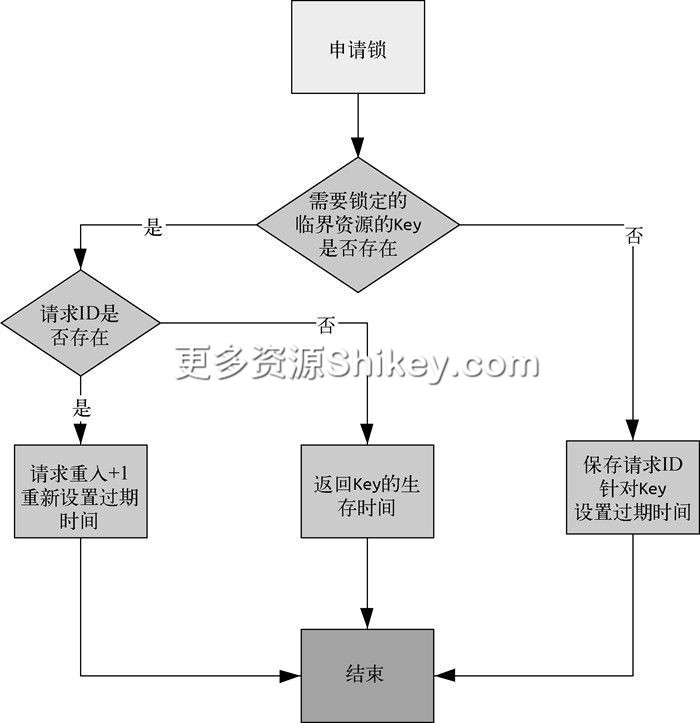 申请锁
需要锁定的
临界资源的Key
是否存在
是
否
请求ID是
否存在
否
更多资源Shikey.com
是
请求重入+1
重新设置过期
时间
返回Key的生
存时间
保存请求ID
针对Key
设置过期时间
结束